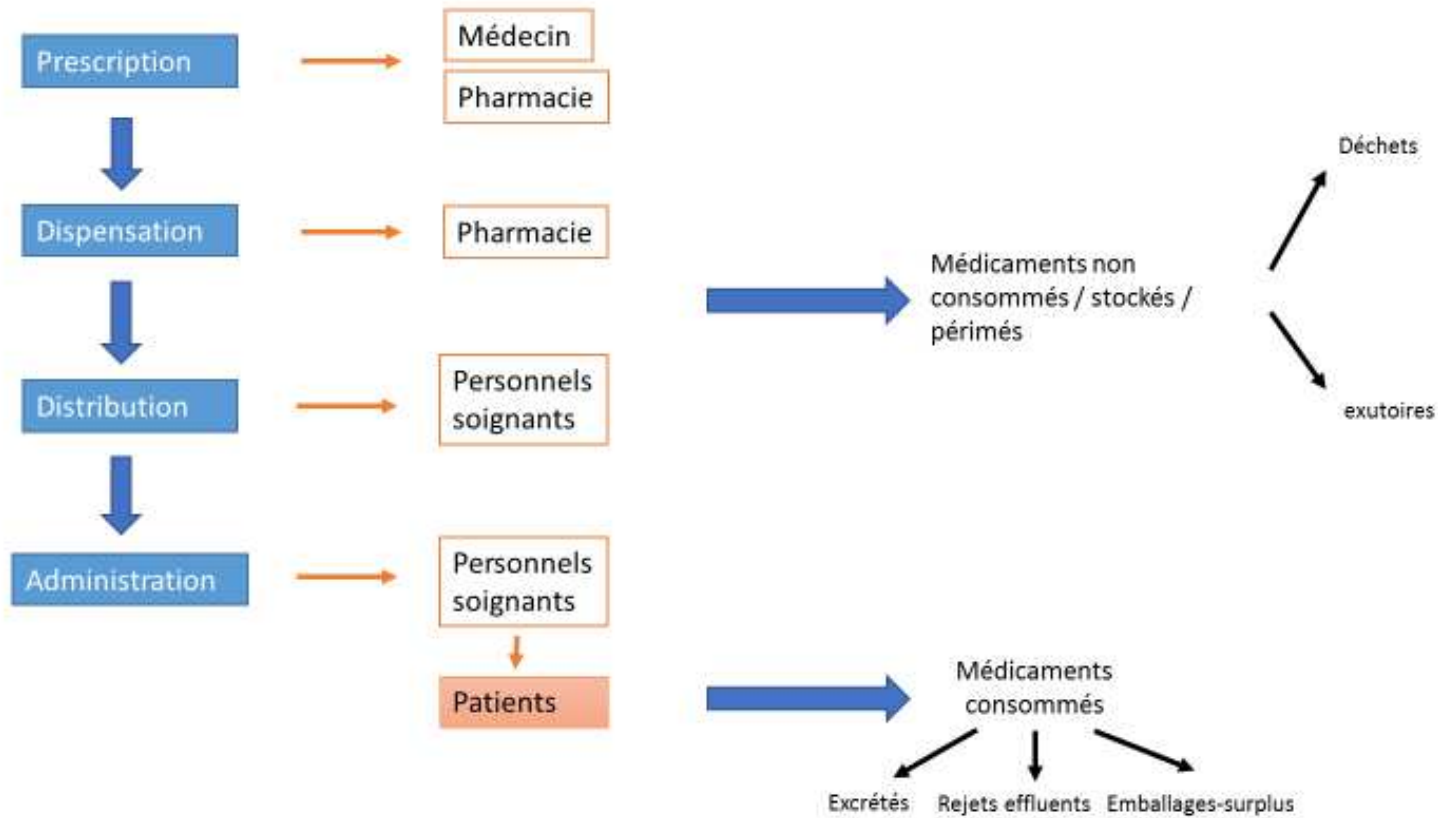 Prescription
Médecin
Pharmacie
Déchets
Dispensation
Pharmacie
Médicaments non
consommés / stockés /
périmés
Distribution
Personnels
soignants
exutoires
Administration
Personnels
soignants
Patients
Médicaments
consommés
Excrétés
Rejets effluents
Emballages-surplus